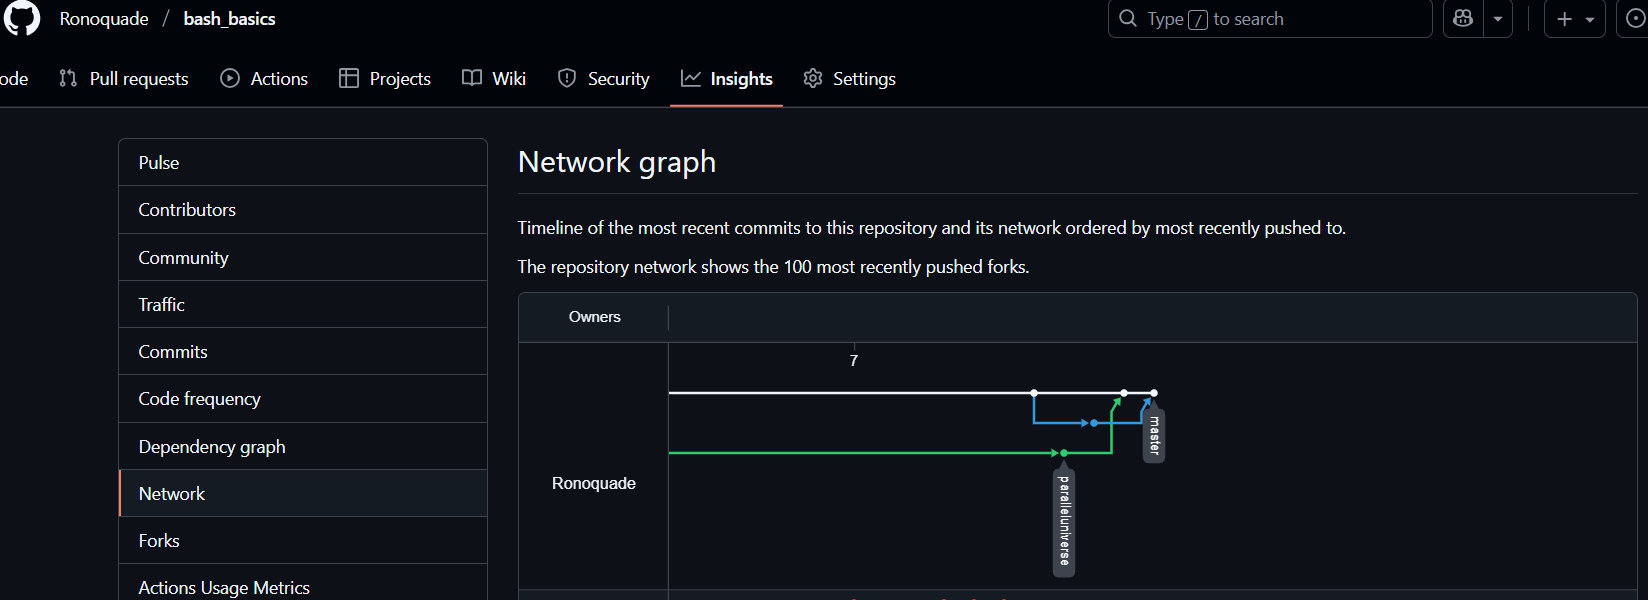 Ronoquade / bash_basics
Type / to search
ode Pull requests Actions Projects Wiki Security Insights Settings
Pulse
Contributors
Community
Traffic
Commits
Code frequency
Dependency graph
Network
Forks
Actions Usage Metrics
Network graph
Timeline of the most recent commits to this repository and its network ordered by most recently pushed to.
The repository network shows the 100 most recently pushed forks.
Owners
7
master
Ronoquade
paralleluniverse